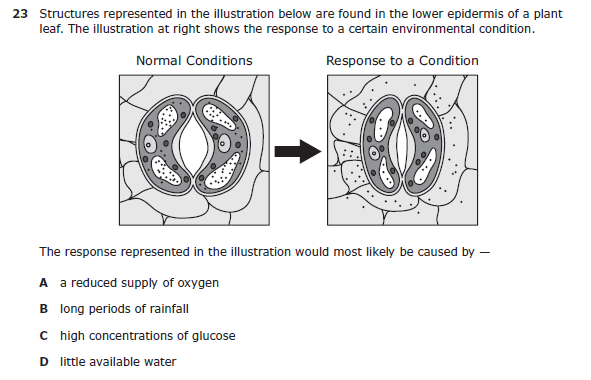 23 Structures represented in the illustration below are found in the lower epidermis of a plant
leaf. The illustration at right shows the response to a certain environmental condition.
Normal Conditions
Response to a Condition
The response represented in the illustration would most likely be caused by —
A a reduced supply of oxygen
B long periods of rainfall
C high concentrations of glucose
D little available water